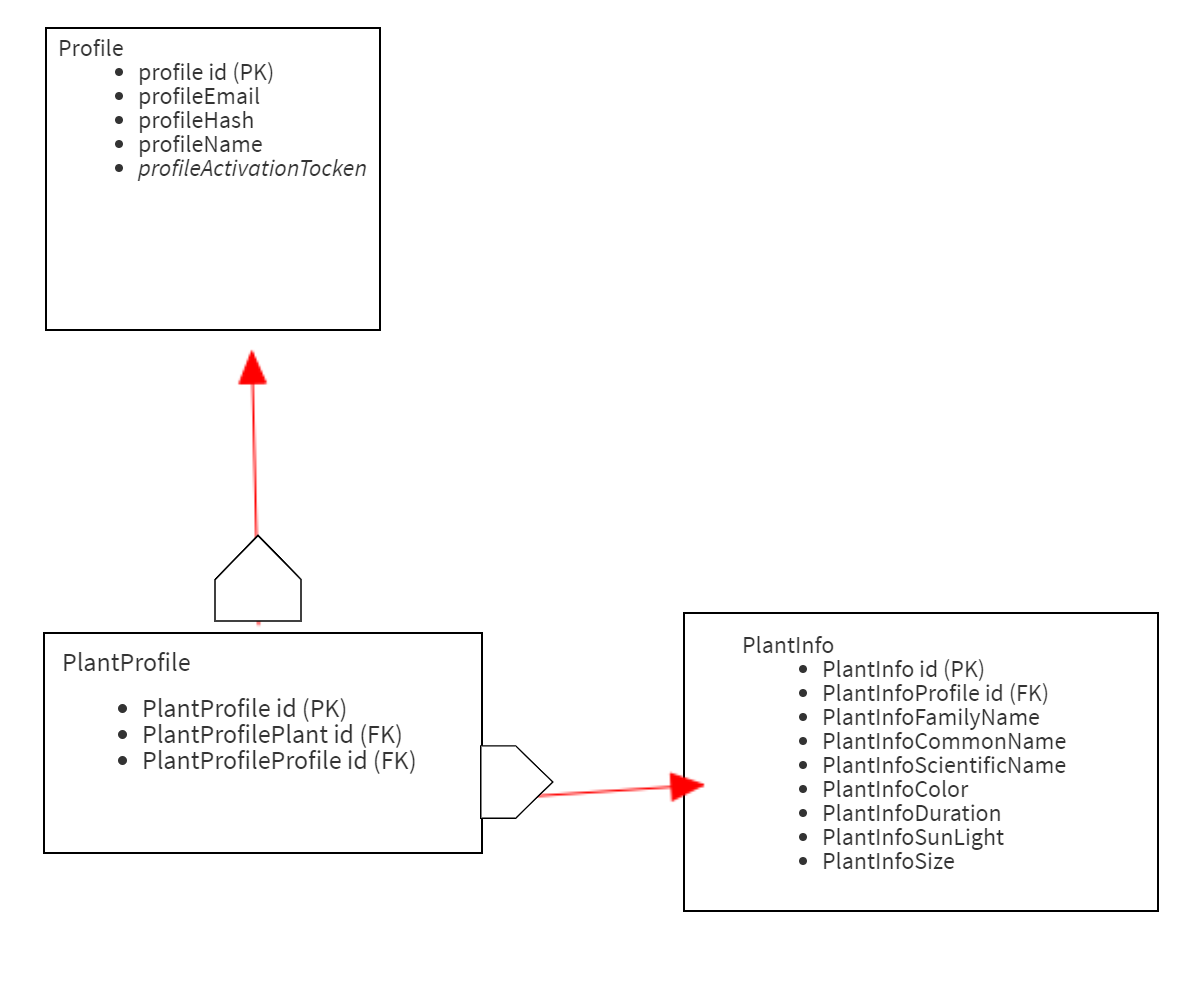 Profile
profile id (PK)
profileEmail
profileHash
profileName
profileActivationTocken
PlantProfile
PlantProfile id (PK)
PlantProfilePlant id (FK)
PlantProfileProfile id (FK)
PlantInfo
PlantInfo id (PK)
PlantInfoProfile id (FK)
PlantInfoFamilyName
PlantInfoCommonName
PlantInfoScientificName
PlantInfoColor
PlantInfoDuration
PlantInfoSunLight
PlantInfoSize